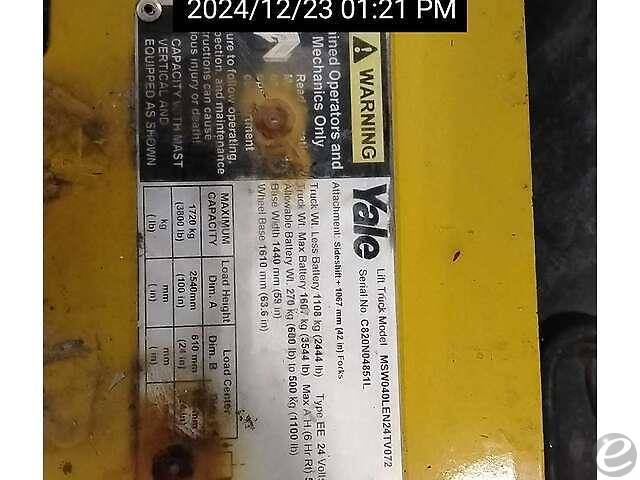 2024/12/23 01:21 PM
WARNING
ined Operators and
Mechanics Only
ure to follow operating,
pection, and maintenance
tructions can cause
ious injury or death!
CAPACITY WITH MAST
VERTICAL AND
EQUIPPED AS SHOWN
Yale
Lift Truck Model MSW040LEN24TV072
Serial No. C820N04851L
Attachment: Sideshift + 1067 mm (42 in) Forks
Truck Wt. Less Battery 1108 kg (2444 lb) Type EE 24 Volts
Truck Wt. Max Battery 1607 kg (3544 lb) Max A.H.(6 Hr Rt)
Allowable Battery Wt. 270 kg (600 lb) to 500 kg (1100 lb)
Base Width 1440 mm (59 in)
Wheel Base 1610 mm (63.6 in)
MAXIMUM CAPACITY
Load Height Dim. A
Load Center Dim. B
1720 kg (3800 lb)
2540mm (100 in)
610 mm (24 in)
kg (lb)
mm (in)
mm (in)
e